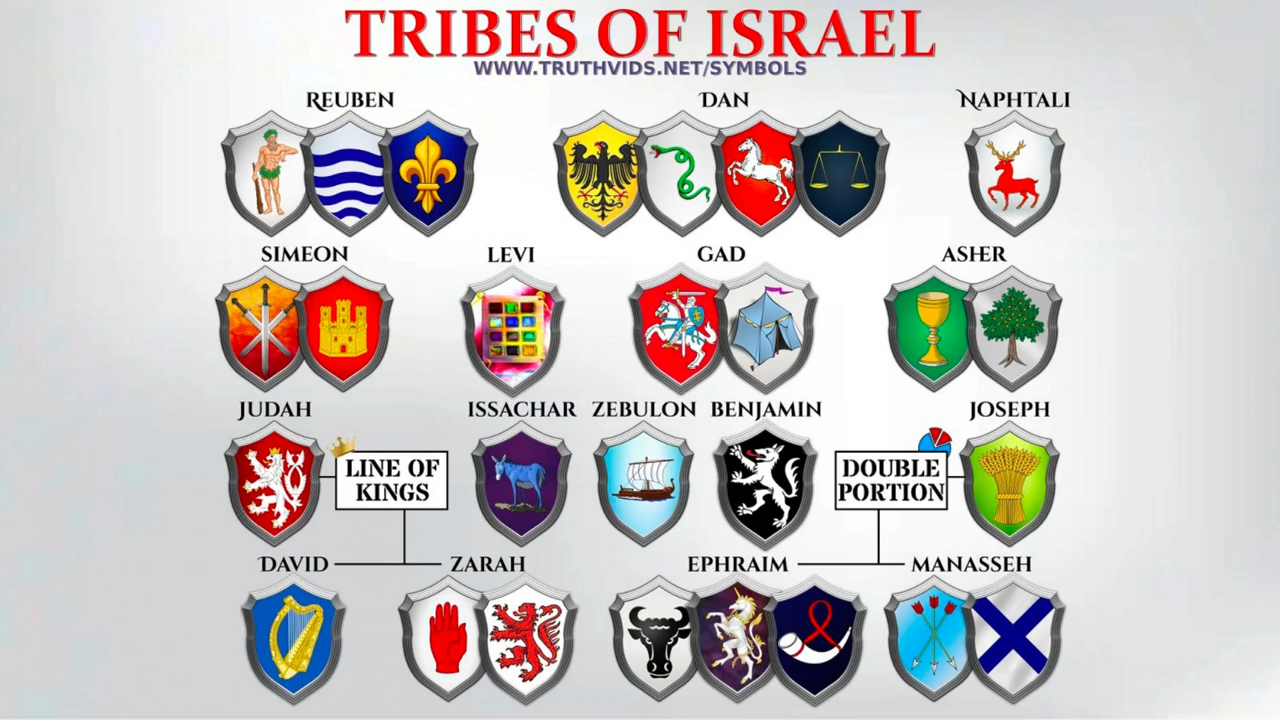 TRIBES OF ISRAEL
WWW.TRUTHVIDS.NET/SYMBOLS
REUBEN
DAN
NAPHTALI
SIMEON
LEVI
GAD
ASHER
JUDAH
ISSACHAR
ZEBULON
BENJAMIN
JOSEPH
LINE OF
KINGS
DOUBLE
PORTION
DAVID
ZARAH
EPHRAIM
MANASSEH